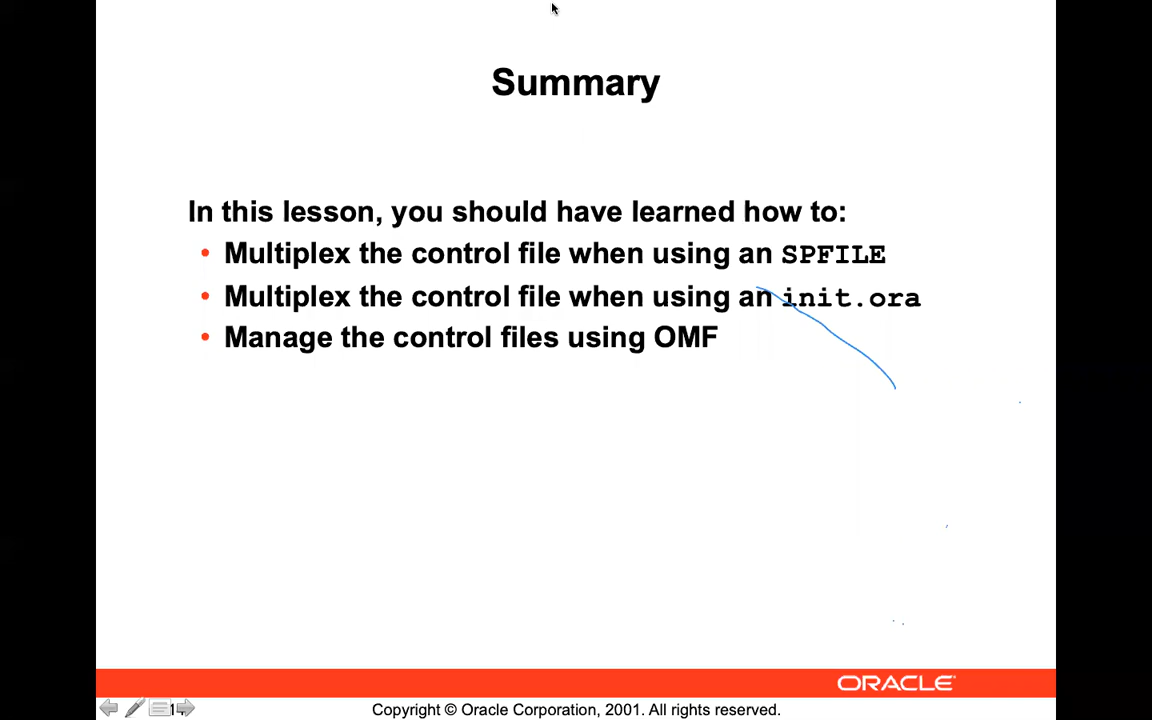 Summary
In this lesson, you should have learned how to:
• Multiplex the control file when using an SPFILE
• Multiplex the control file when using an init.ora
• Manage the control files using OMF
ORACLE
Copyright © Oracle Corporation, 2001. All rights reserved.